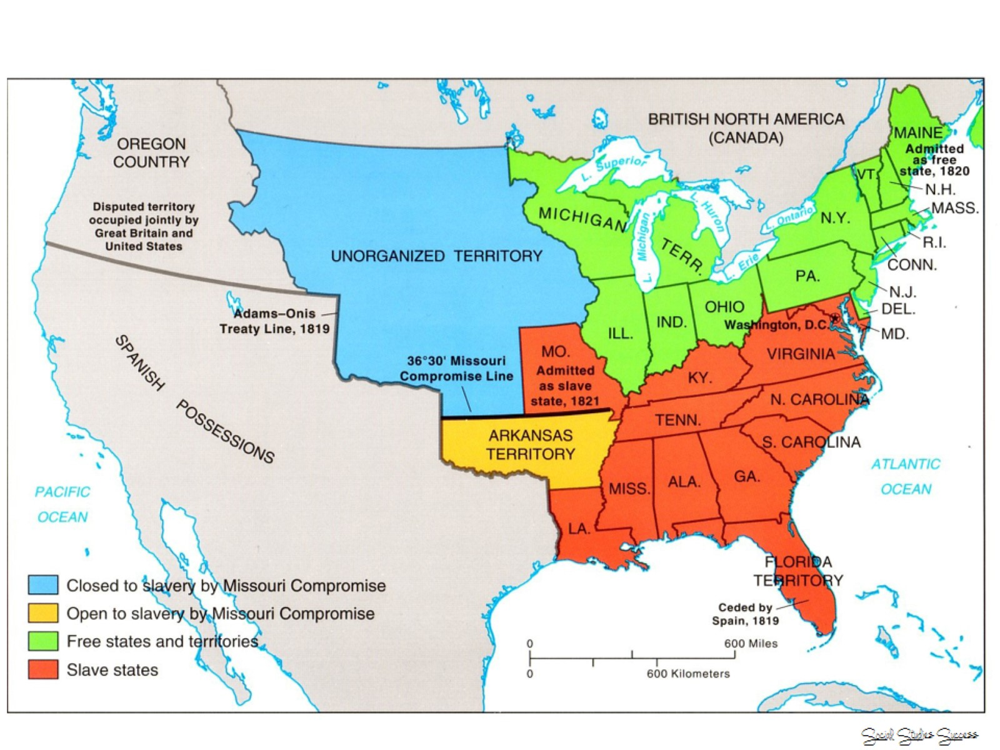 BRITISH NORTH AMERICA
(CANADA)
OREGON
COUNTRY
Disputed territory
occupied jointly by
Great Britain and
United States
UNORGANIZED TERRITORY
L. Superior
L. Huron
L. Michigan
L. Ontario
L. Erie
MICHIGAN
TERR.
MAINE
Admitted
as free
state, 1820
VT.
N.H.
MASS.
N.Y.
R.I.
CONN.
PA.
N.J.
DEL.
MD.
OHIO
IND.
ILL.
Washington, D.C.
Adams–Onis
Treaty Line, 1819
SPANISH POSSESSIONS
36°30' Missouri
Compromise Line
MO.
Admitted
as slave
state, 1821
KY.
VIRGINIA
N. CAROLINA
TENN.
S. CAROLINA
ARKANSAS
TERRITORY
MISS.
ALA.
GA.
LA.
ATLANTIC
OCEAN
PACIFIC
OCEAN
FLORIDA
TERRITORY
Ceded by
Spain, 1819
Closed to slavery by Missouri Compromise
Open to slavery by Missouri Compromise
Free states and territories
Slave states
0 600 Miles
0 600 Kilometers
Social Studies Success